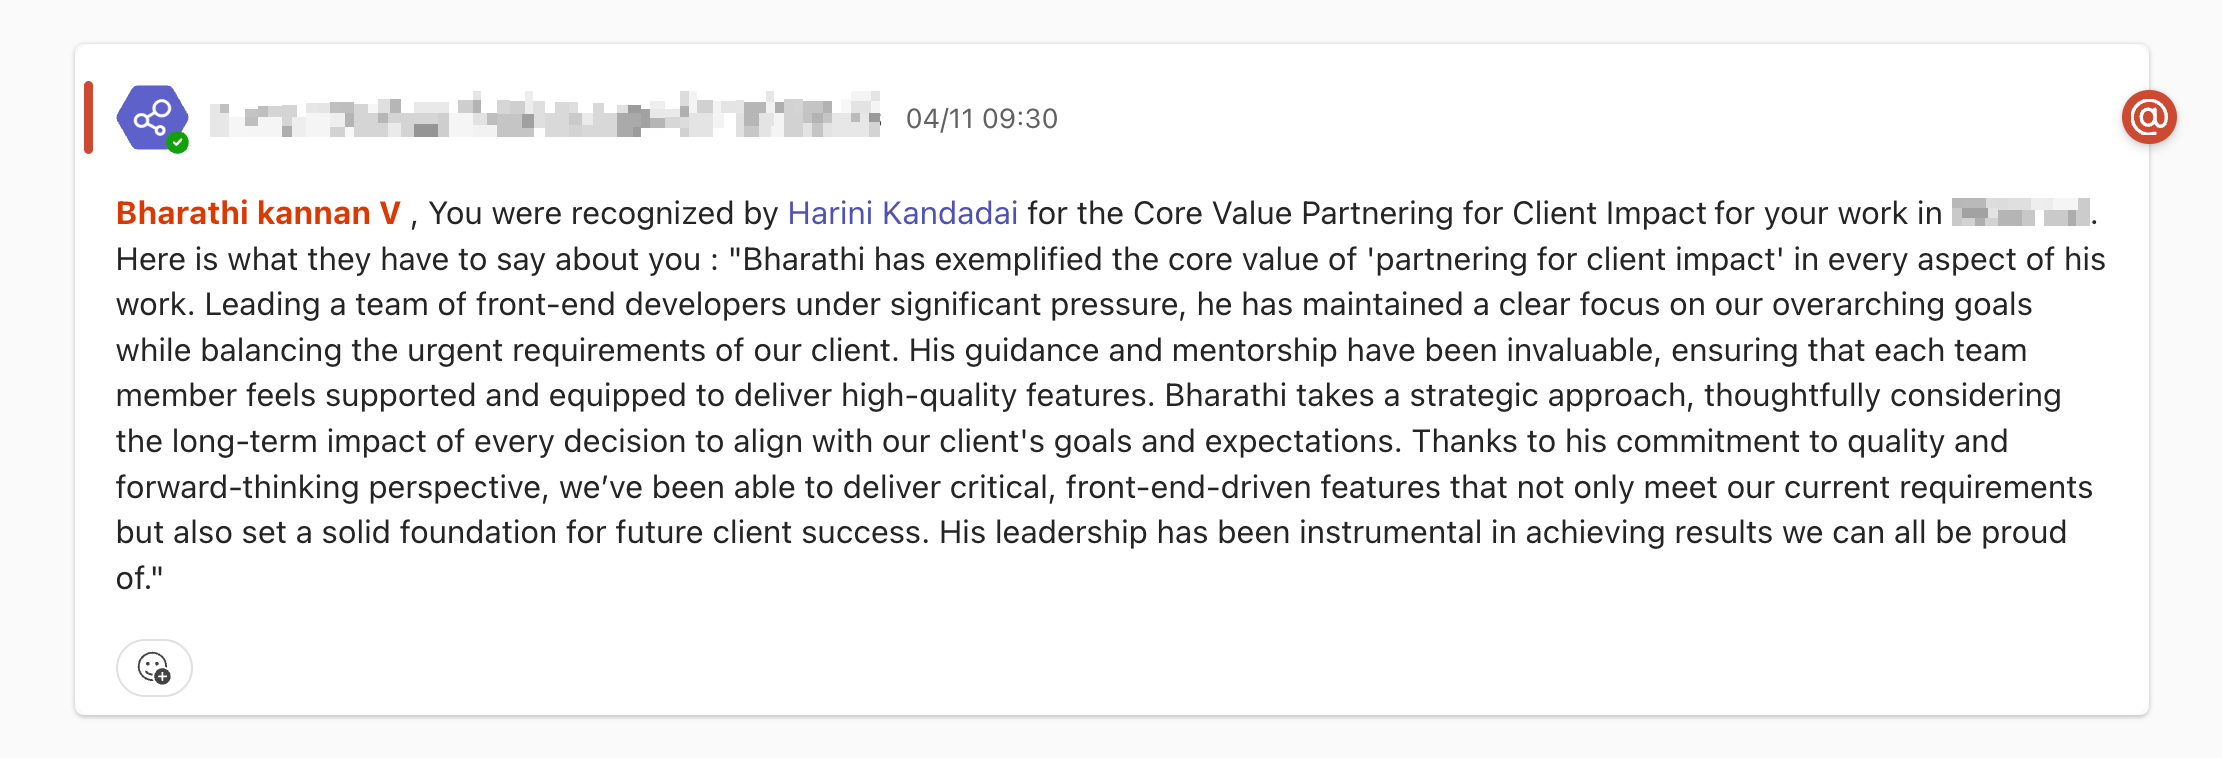 04/11 09:30
@
Bharathi kannan V , You were recognized by Harini Kandadai for the Core Value Partnering for Client Impact for your work in .
Here is what they have to say about you : "Bharathi has exemplified the core value of 'partnering for client impact' in every aspect of his
work. Leading a team of front-end developers under significant pressure, he has maintained a clear focus on our overarching goals
while balancing the urgent requirements of our client. His guidance and mentorship have been invaluable, ensuring that each team
member feels supported and equipped to deliver high-quality features. Bharathi takes a strategic approach, thoughtfully considering
the long-term impact of every decision to align with our client's goals and expectations. Thanks to his commitment to quality and
forward-thinking perspective, we’ve been able to deliver critical, front-end-driven features that not only meet our current requirements
but also set a solid foundation for future client success. His leadership has been instrumental in achieving results we can all be proud
of."